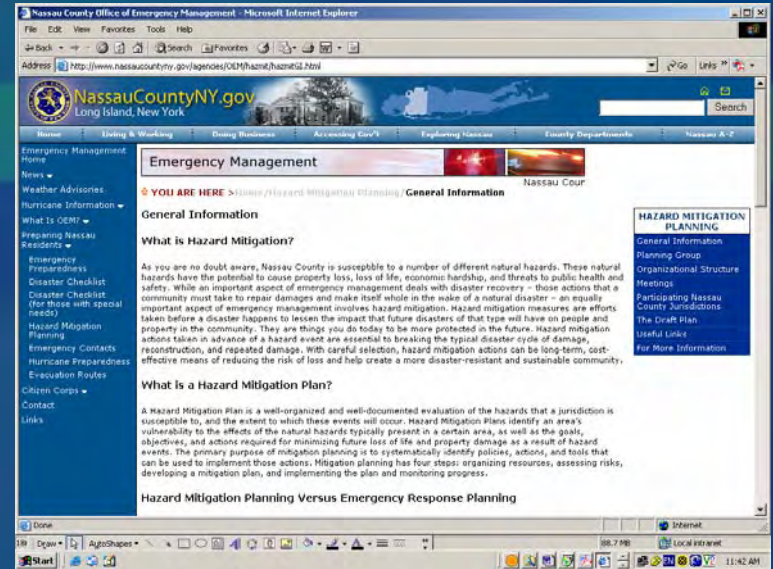 Nassau County Office of Emergency Management - Microsoft Internet Explorer
File Edit View Favorites Tools Help
Back Search Favorites
Address http://www.nassaucountyny.gov/agencies/OEM/hazmit/hazmitGI.html Go Links »
NassauCountyNY.gov
Long Island, New York
Search
Home Living & Working Doing Business Accessing Gov't Exploring Nassau County Departments Nassau A-Z
Emergency Management Home
News
Weather Advisories
Hurricane Information
What Is OEM?
Preparing Nassau Residents
Emergency Preparedness
Disaster Checklist
Disaster Checklist (for those with special needs)
Hazard Mitigation Planning
Emergency Contacts
Hurricane Preparedness
Evacuation Routes
Citizen Corps
Contact
Links
Emergency Management
Nassau Cour
YOU ARE HERE >Home/Hazard Mitigation Planning/General Information
General Information
What is Hazard Mitigation?
As you are no doubt aware, Nassau County is susceptible to a number of different natural hazards. These natural
hazards have the potential to cause property loss, loss of life, economic hardship, and threats to public health and
safety. While an important aspect of emergency management deals with disaster recovery – those actions that a
community must take to repair damages and make itself whole in the wake of a natural disaster – an equally
important aspect of emergency management involves hazard mitigation. Hazard mitigation measures are efforts
taken before a disaster happens to lessen the impact that future disasters of that type will have on people and
property in the community. They are things you do today to be more protected in the future. Hazard mitigation
actions taken in advance of a hazard event are essential to breaking the typical disaster cycle of damage,
reconstruction, and repeated damage. With careful selection, hazard mitigation actions can be long-term, cost-
effective means of reducing the risk of loss and help create a more disaster-resistant and sustainable community.
What is a Hazard Mitigation Plan?
A Hazard Mitigation Plan is a well-organized and well-documented evaluation of the hazards that a jurisdiction is
susceptible to, and the extent to which these events will occur. Hazard Mitigation Plans identify an area's
vulnerability to the effects of the natural hazards typically present in a certain area, as well as the goals,
objectives, and actions required for minimizing future loss of life and property damage as a result of hazard
events. The primary purpose of mitigation planning is to systematically identify policies, actions, and tools that
can be used to implement those actions. Mitigation planning has four steps: organizing resources, assessing risks,
developing a mitigation plan, and implementing the plan and monitoring progress.
Hazard Mitigation Planning Versus Emergency Response Planning
HAZARD MITIGATION
PLANNING
General Information
Planning Group
Organizational Structure
Meetings
Participating Nassau
County Jurisdictions
The Draft Plan
Useful Links
For More Information
Done Internet
Draw AutoShapes 88.7 MB Local intranet
Start 11:42 AM